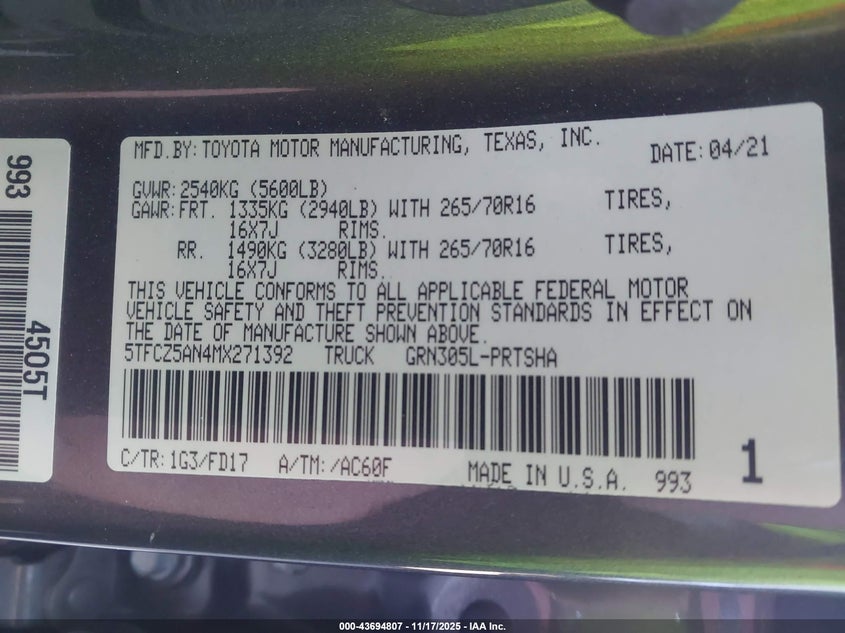 993
4505T
MFD.BY:TOYOTA MOTOR MANUFACTURING, TEXAS, INC. DATE:04/21
GVWR:2540KG (5600LB)
GAWR:FRT. 1335KG (2940LB) WITH 265/70R16 TIRES,
16X7J RIMS.
RR. 1490KG (3280LB) WITH 265/70R16 TIRES,
16X7J RIMS.
THIS VEHICLE CONFORMS TO ALL APPLICABLE FEDERAL MOTOR
VEHICLE SAFETY AND THEFT PREVENTION STANDARDS IN EFFECT ON
THE DATE OF MANUFACTURE SHOWN ABOVE.
5TFCZ5AN4MX271392 TRUCK GRN305L-PRTSHA
C/TR:1G3/FD17 A/TM:/AC60F MADE IN U.S.A. 993 1
000-43694807 - 11/17/2025 - IAA Inc.